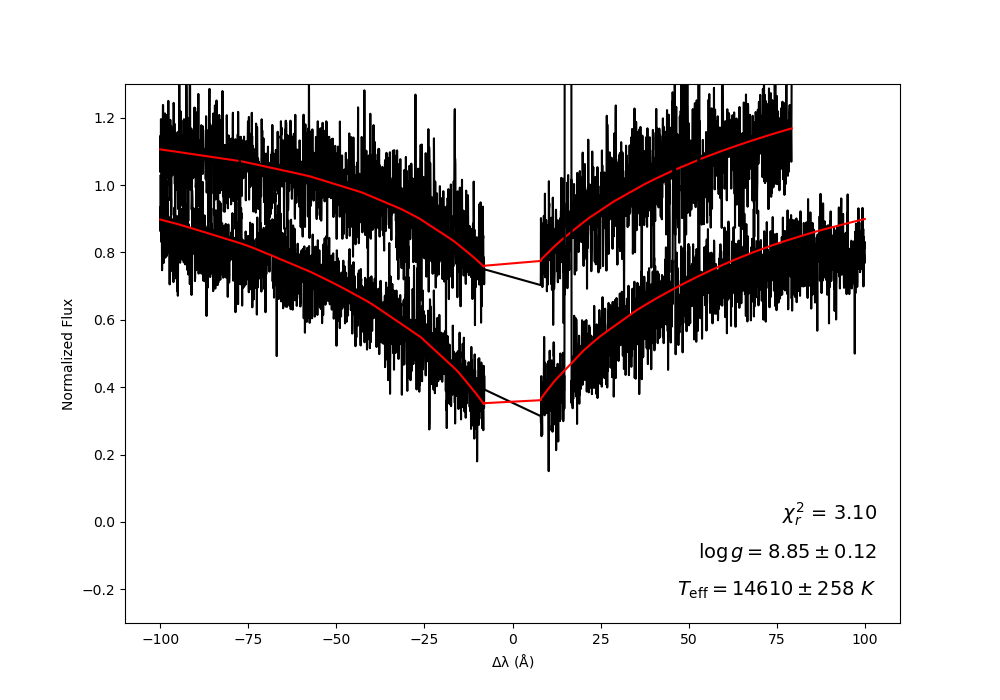 1.2
1.0
0.8
0.6
0.4
0.2
0.0
−0.2
Normalized Flux
χ²ᵣ = 3.10
log g = 8.85 ± 0.12
T_eff = 14610 ± 258 K
−100 −75 −50 −25 0 25 50 75 100
Δλ (Å)